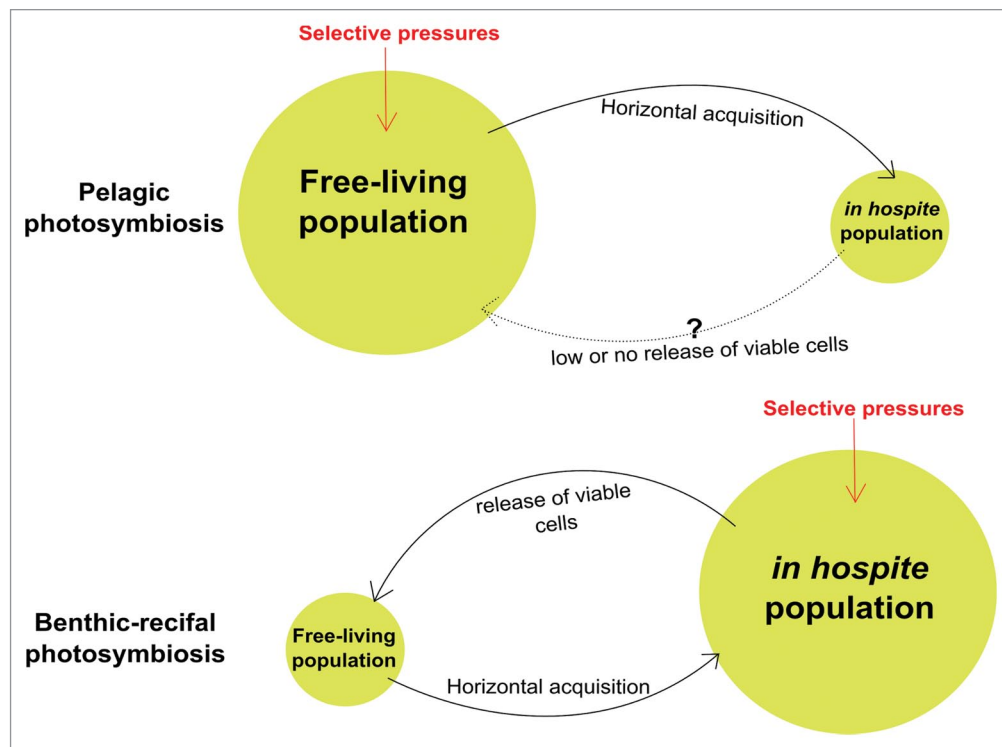 Selective pressures
Horizontal acquisition
Free-living
population
Pelagic
photosymbiosis
in hospite
population
?
low or no release of viable cells
Selective pressures
release of viable
cells
in hospite
population
Benthic-recifal
photosymbiosis
Free-living
population
Horizontal acquisition